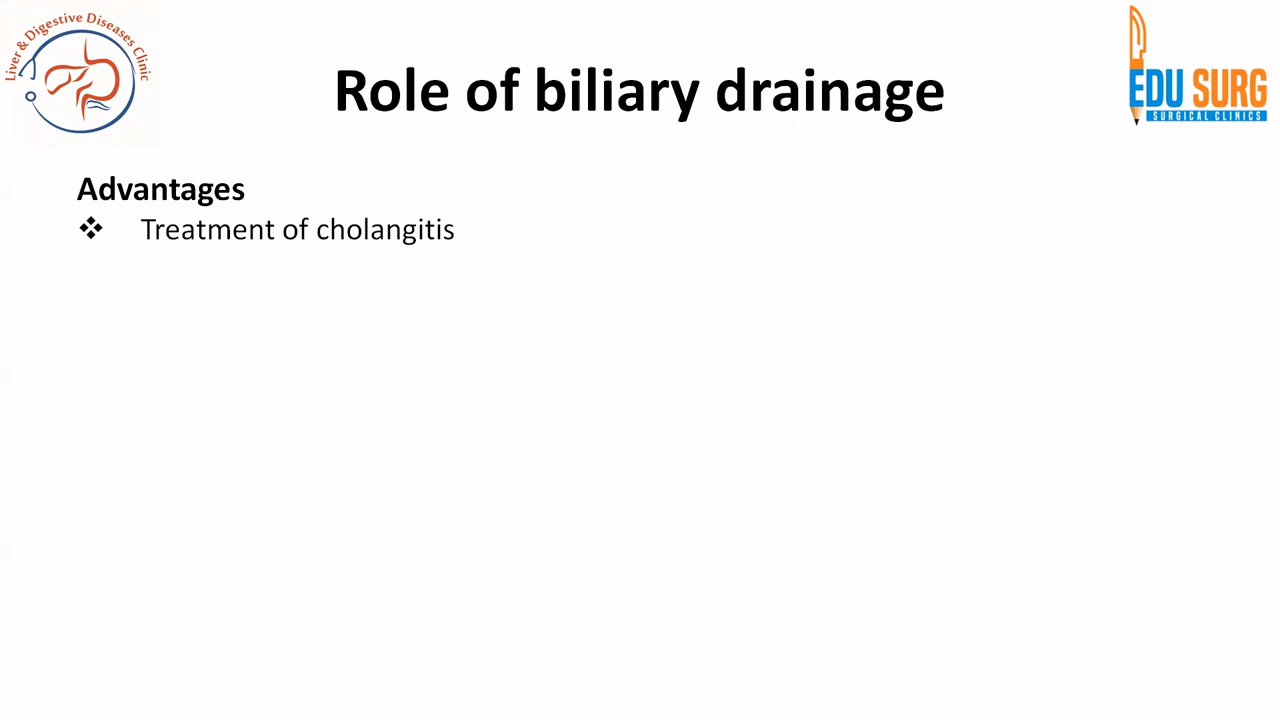 Liver & Digestive Diseases Clinic
Role of biliary drainage
EDU SURG
SURGICAL CLINICS
Advantages
❖ Treatment of cholangitis